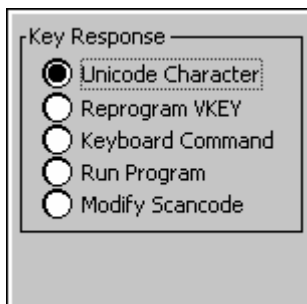 Key Response
Unicode Character
Reprogram VKEY
Keyboard Command
Run Program
Modify Scancode